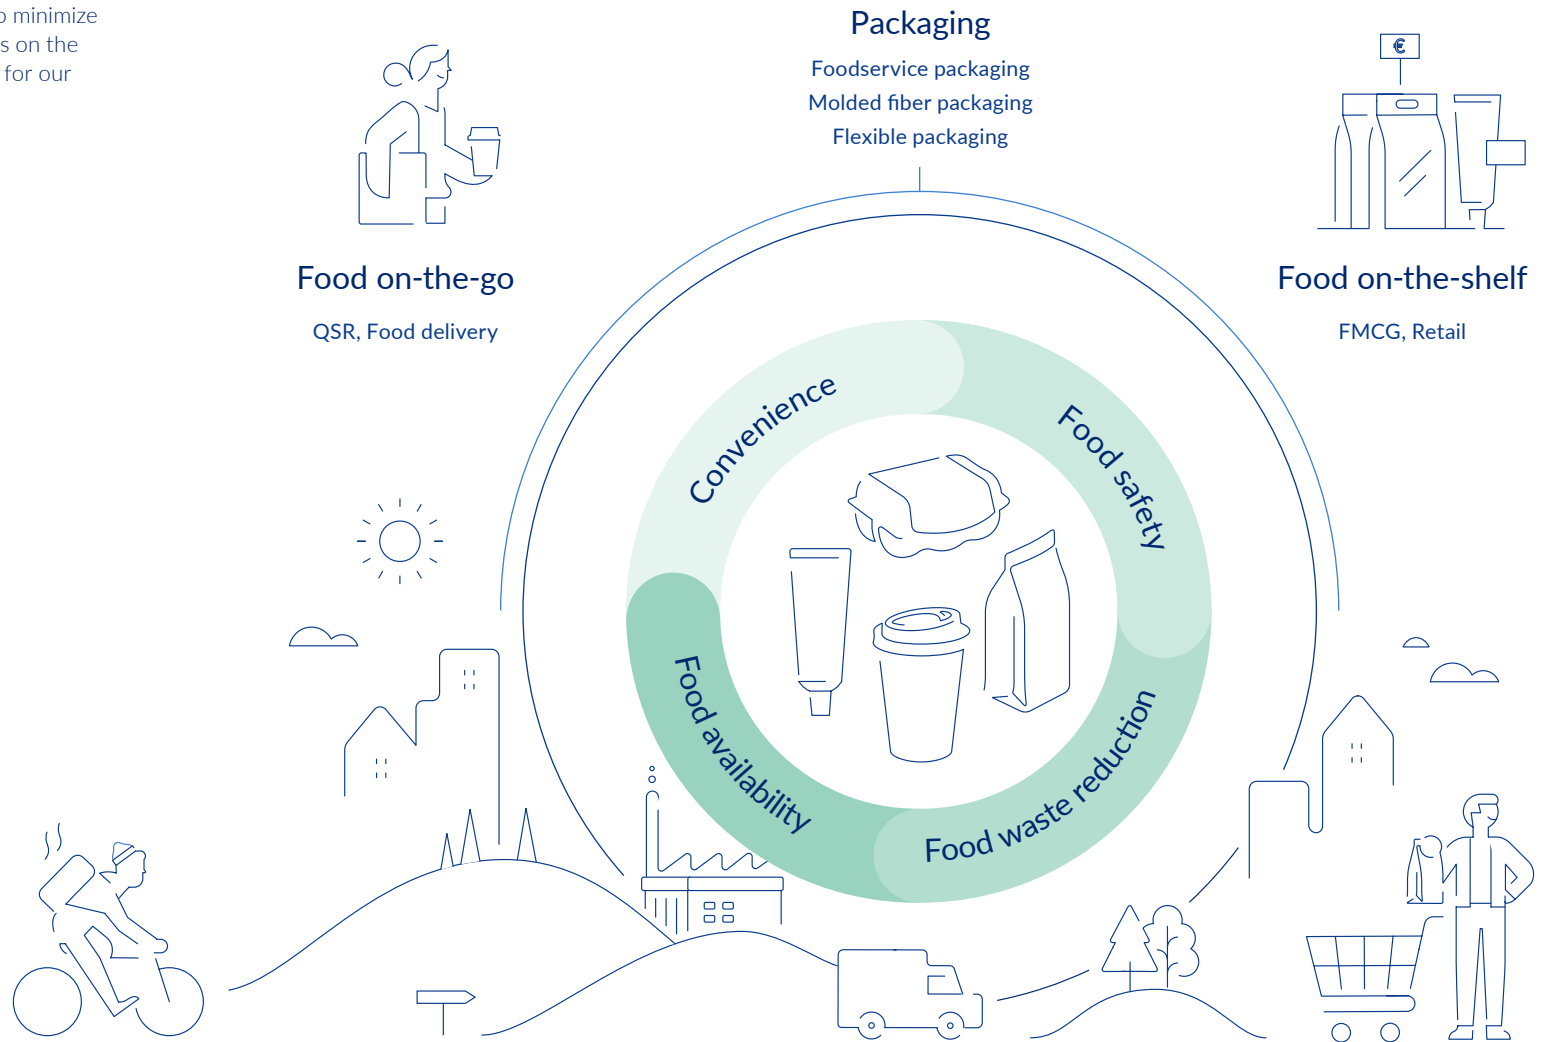 o minimize
s on the
for our
Packaging
Foodservice packaging
Molded fiber packaging
Flexible packaging
€
Food on-the-go
QSR, Food delivery
Food on-the-shelf
FMCG, Retail
Convenience
Food safety
Food availability
Food waste reduction